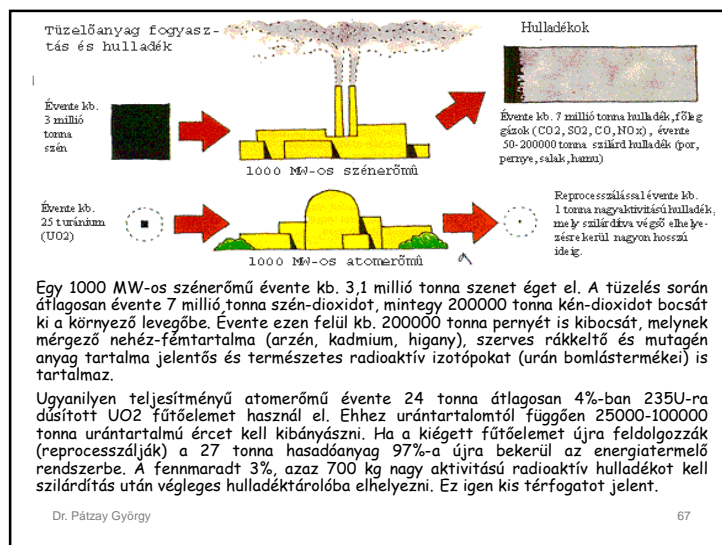 Tüzelőanyag fogyasz-
tás és hulladék
Hulladékok
Évente kb.
3 millió
tonna
szén
1000 MW-os szénerőmű
Évente kb. 7 millió tonna hulladék, főleg
gázok (CO2, SO2, CO, NOx), évente
50-200000 tonna szilárd hulladék (por,
pernye, salak, hamu)
Évente kb.
25 turánium
(UO2)
1000 MW-os atomerőmű
Reprocesszálással évente kb.
1 tonna nagyaktivitású hulladék,
mely szilárdítva végső elhelye-
zésre kerül nagyon hosszú
ideig.
Egy 1000 MW-os szénerőmű évente kb. 3,1 millió tonna szenet éget el. A tüzelés során
átlagosan évente 7 millió tonna szén-dioxidot, mintegy 200000 tonna kén-dioxidot bocsát
ki a környező levegőbe. Évente ezen felül kb. 200000 tonna pernyét is kibocsát, melynek
mérgező nehéz-fémtartalma (arzén, kadmium, higany), szerves rákkeltő és mutagén
anyag tartalma jelentős és természetes radioaktív izotópokat (urán bomlástermékei) is
tartalmaz.
Ugyanilyen teljesítményű atomerőmű évente 24 tonna átlagosan 4%-ban 235U-ra
dúsított UO2 fűtőelemet használ el. Ehhez urántartalomtól függően 25000-100000
tonna urántartalmú ércet kell kibányászni. Ha a kiégett fűtőelemet újra feldolgozzák
(reprocesszálják) a 27 tonna hasadóanyag 97%-a újra bekerül az energiatermelő
rendszerbe. A fennmaradt 3%, azaz 700 kg nagy aktivitású radioaktív hulladékot kell
szilárdítás után végleges hulladéktárolóba elhelyezni. Ez igen kis térfogatot jelent.
Dr. Pátzay György
67